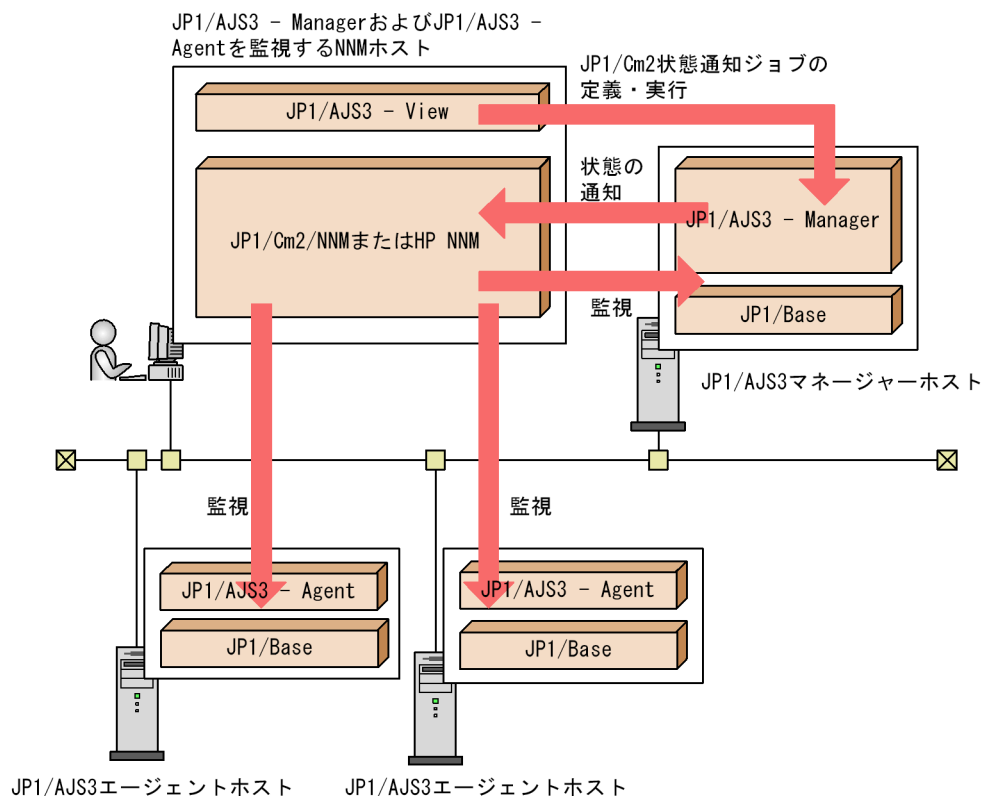 JP1/AJS3 − ManagerおよびJP1/AJS3 −
Agentを監視するNNMホスト
JP1/Cm2状態通知ジョブの
定義・実行
JP1/AJS3 − View
状態の
通知
JP1/AJS3 − Manager
JP1/Cm2/NNMまたはHP NNM
監視
JP1/Base
JP1/AJS3マネージャーホスト
監視
監視
JP1/AJS3 − Agent
JP1/AJS3 − Agent
JP1/Base
JP1/Base
JP1/AJS3エージェントホスト
JP1/AJS3エージェントホスト